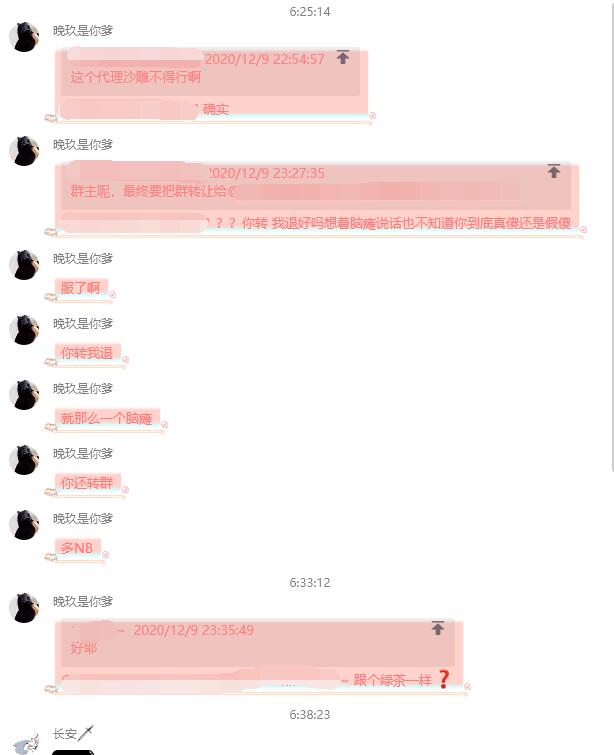 6:25:14
晚玖是你爹
2020/12/9 22:54:57
这个代理沙雕不得行啊
确实
晚玖是你爹
2020/12/9 23:27:35
群主呢，最终要把群转让给@
？？？你转 我退好吗想着脑瘫说话也不知道你到底真傻还是假傻
晚玖是你爹
服了啊
晚玖是你爹
你转我退
晚玖是你爹
就那么一个脑瘫
晚玖是你爹
你还转群
晚玖是你爹
多NB
6:33:12
晚玖是你爹
~ 2020/12/9 23:35:49
好耶
~ 跟个绿茶一样❓
6:38:23
长安🗡